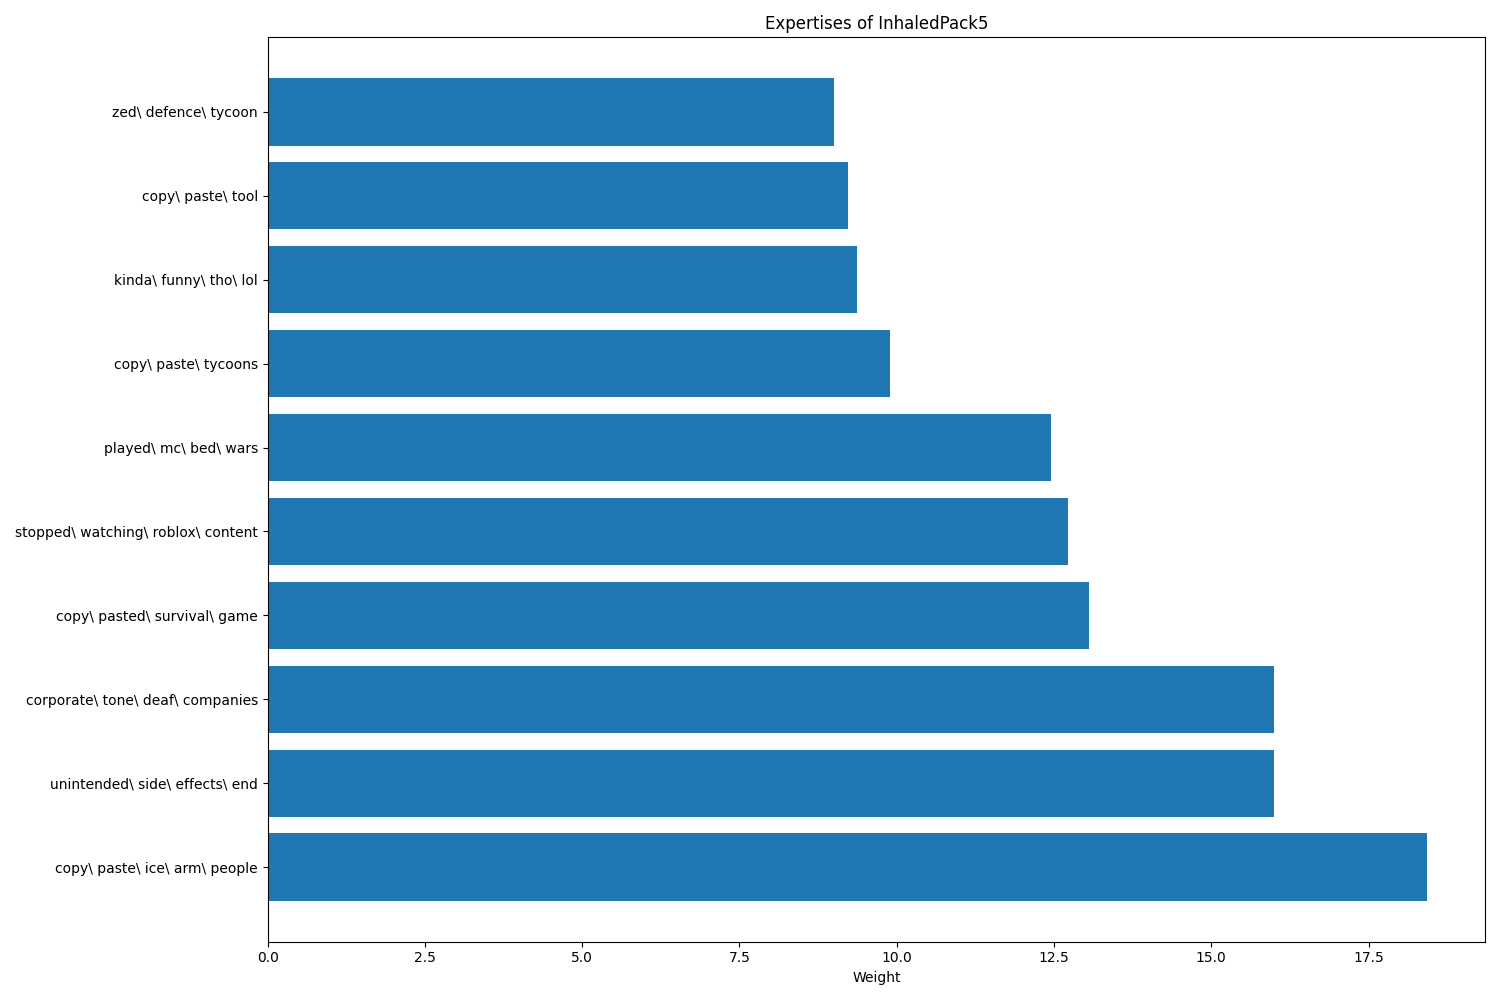 Expertises of InhaledPack5
zed\ defence\ tycoon
copy\ paste\ tool
kinda\ funny\ tho\ lol
copy\ paste\ tycoons
played\ mc\ bed\ wars
stopped\ watching\ roblox\ content
copy\ pasted\ survival\ game
corporate\ tone\ deaf\ companies
unintended\ side\ effects\ end
copy\ paste\ ice\ arm\ people
0.0 2.5 5.0 7.5 10.0 12.5 15.0 17.5
Weight